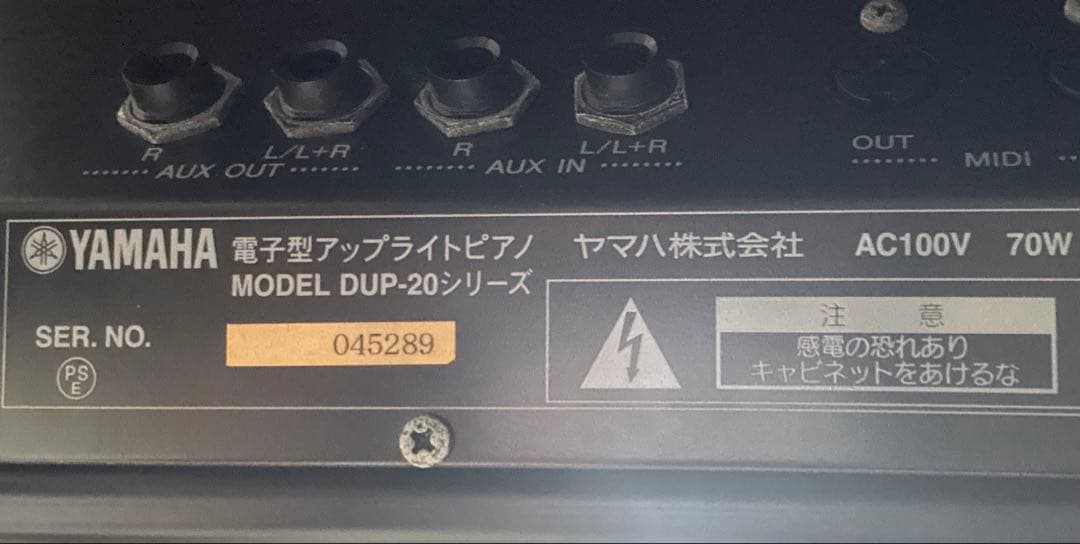 R L/L+R R L/L+R OUT
AUX OUT AUX IN MIDI
YAMAHA 電子型アップライトピアノ ヤマハ株式会社 AC100V 70W
MODEL DUP-20シリーズ
SER. NO. 045289
PS
E
注 意
感電の恐れあり
キャビネットをあけるな